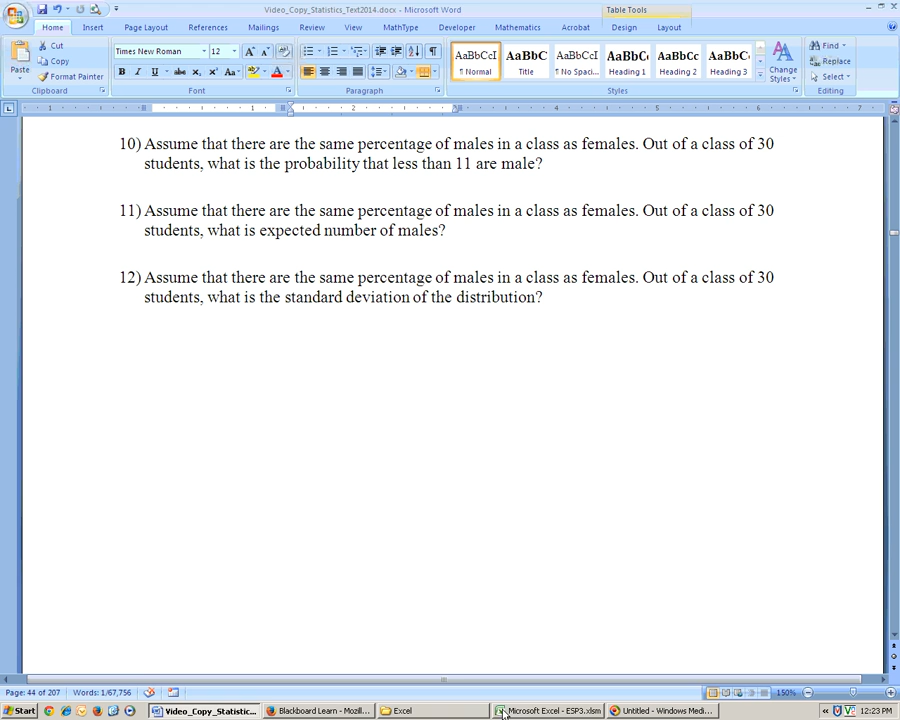 Video_Copy_Statistics_Text2014.docx - Microsoft Word
Table Tools
Home Insert Page Layout References Mailings Review View MathType Developer Mathematics Acrobat Design Layout
Paste
Cut
Copy
Format Painter
Clipboard
Times New Roman 12
Font
Paragraph
AaBbCcI AaBbC AaBbCcI AaBbC AaBbCc AaBbC
¶ Normal Title ¶ No Spaci... Heading 1 Heading 2 Heading 3
Change Styles
Styles
Find
Replace
Select
Editing
10) Assume that there are the same percentage of males in a class as females. Out of a class of 30
students, what is the probability that less than 11 are male?
11) Assume that there are the same percentage of males in a class as females. Out of a class of 30
students, what is expected number of males?
12) Assume that there are the same percentage of males in a class as females. Out of a class of 30
students, what is the standard deviation of the distribution?
Page: 44 of 207 Words: 1/67,756 150%
Start Video_Copy_Statistic... Blackboard Learn - Mozill... Excel Microsoft Excel - ESP3.xlsm Untitled - Windows Medi... 12:23 PM